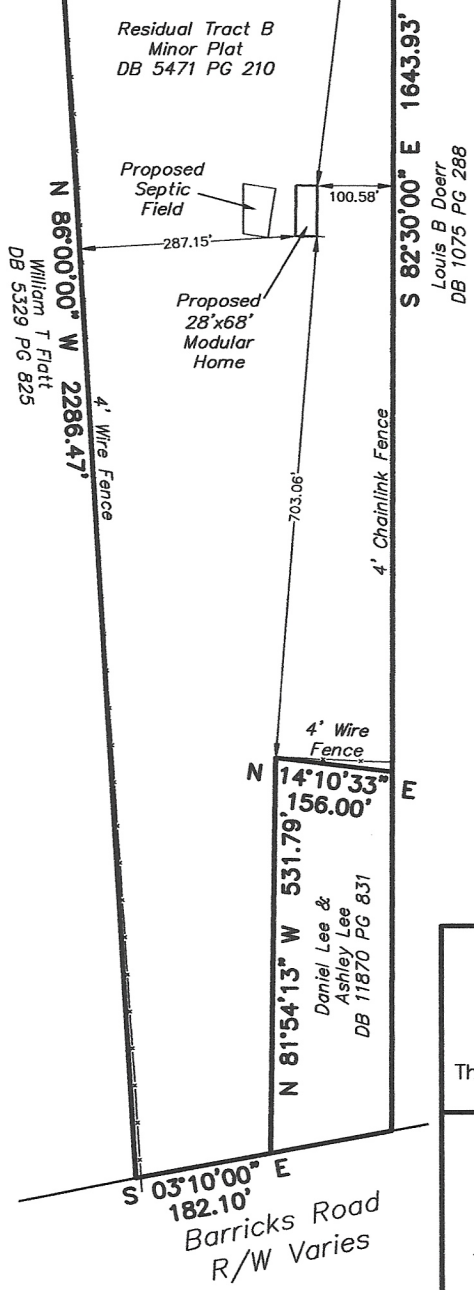 Residual Tract B
Minor Plat
DB 5471 PG 210
S 82°30'00" E 1643.93'
Louis B Doerr
DB 1075 PG 288
Proposed
Septic
Field
100.58'
287.15'
N 86°00'00" W 2286.47'
William T Flatt
DB 5329 PG 825
Proposed
28'x68'
Modular
Home
4' Wire Fence
703.06'
4' Chainlink Fence
4' Wire
Fence
N 14°10'33" E
156.00'
N 81°54'13" W 531.79'
Daniel Lee &
Ashley Lee
DB 11870 PG 831
Th
S 03°10'00" E
182.10'
Barricks Road
R/W Varies